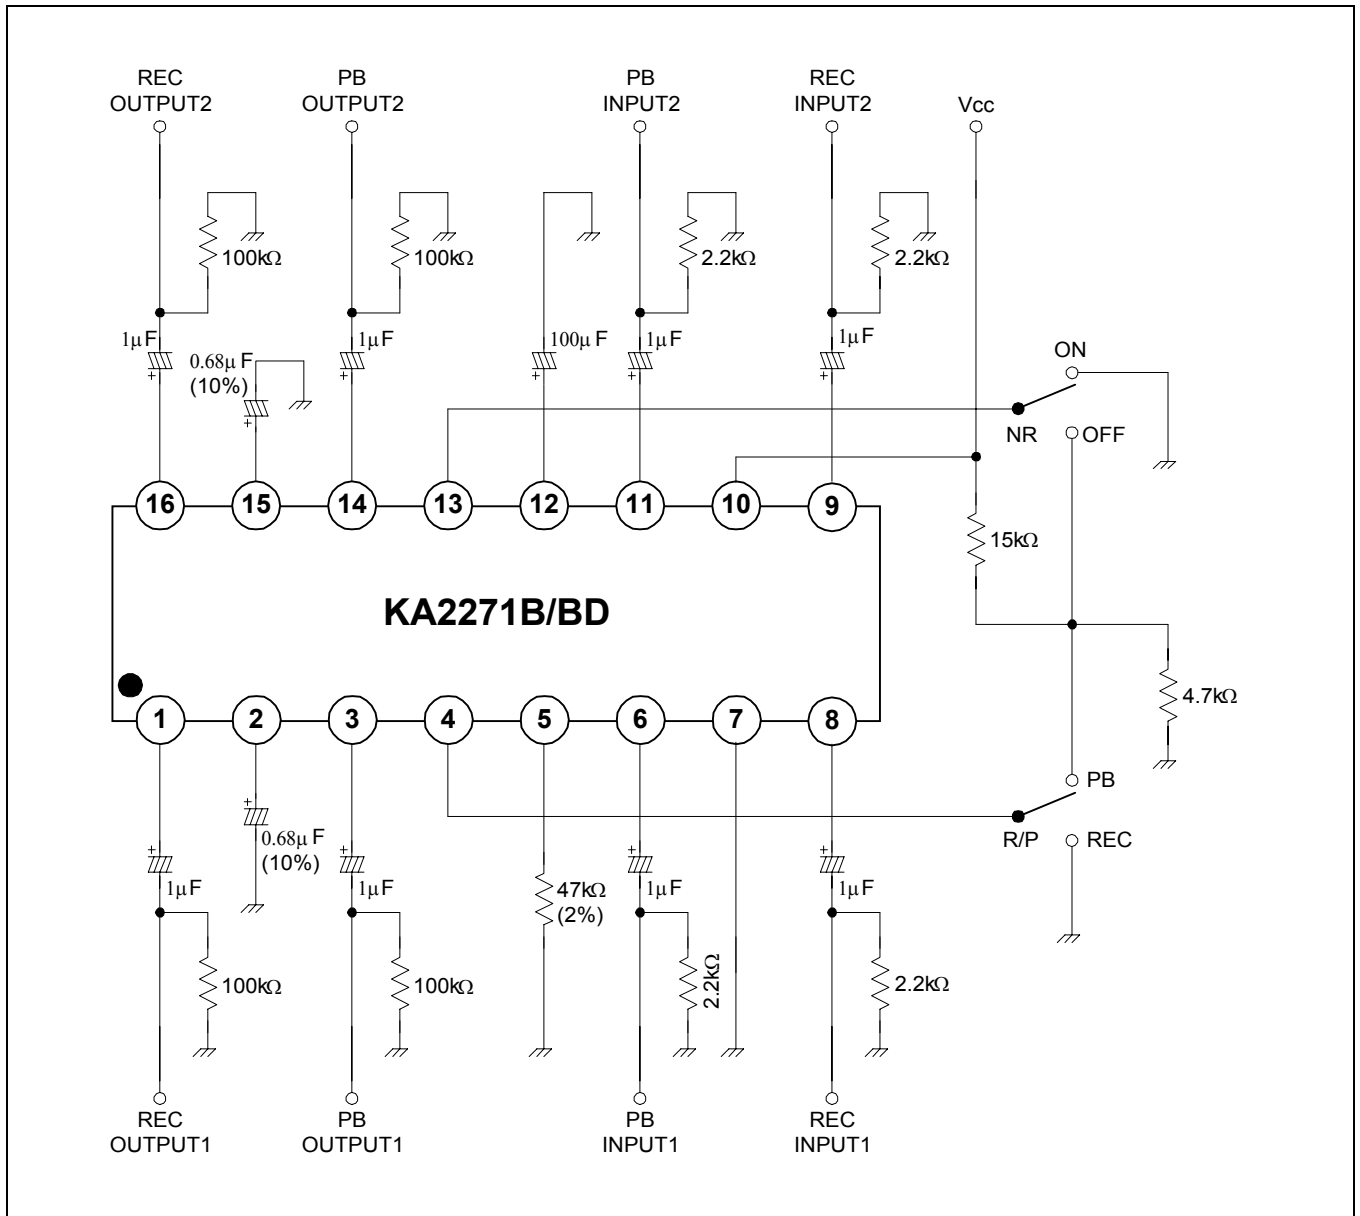 REC
OUTPUT2
PB
OUTPUT2
PB
INPUT2
REC
INPUT2
Vcc
100kΩ
100kΩ
2.2kΩ
2.2kΩ
1μF
+
0.68μF
(10%)
+
1μF
+
100μF
+
1μF
+
1μF
+
ON
NR
OFF
16
15
14
13
12
11
10
9
15kΩ
KA2271B/BD
4.7kΩ
1
2
3
4
5
6
7
8
PB
R/P
REC
+
0.68μF
(10%)
+
1μF
+
1μF
47kΩ
(2%)
+
1μF
+
1μF
100kΩ
100kΩ
2.2kΩ
2.2kΩ
REC
OUTPUT1
PB
OUTPUT1
PB
INPUT1
REC
INPUT1